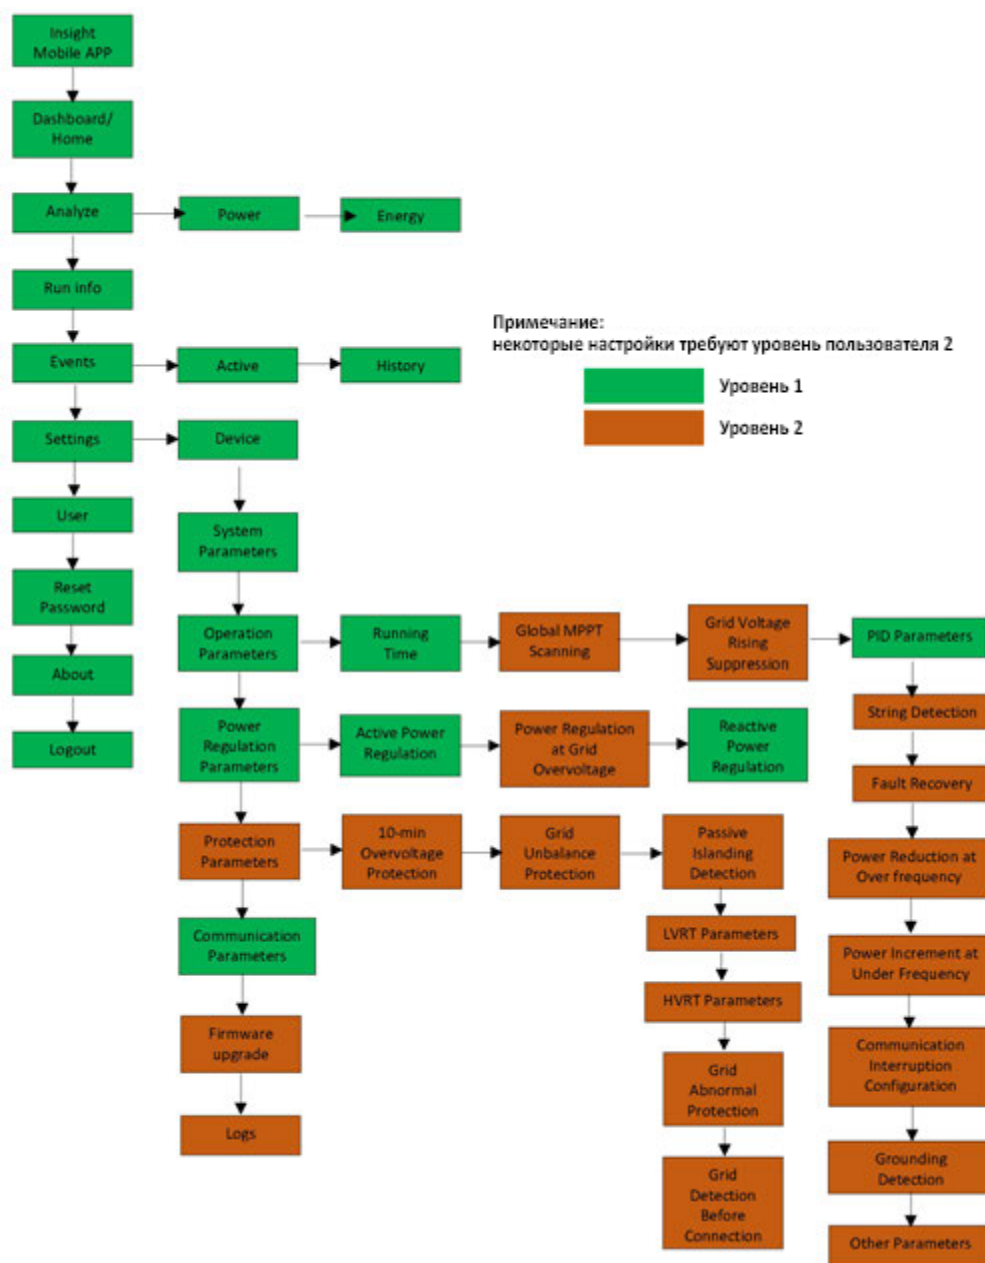 Insight
Mobile APP
Dashboard/
Home
Analyze
Power
Energy
Run info
Примечание:
некоторые настройки требуют уровень пользователя 2
Events
Active
History
Уровень 1
Уровень 2
Settings
Device
User
System
Parameters
Reset
Password
Operation
Parameters
Running
Time
Global MPPT
Scanning
Grid Voltage
Rising
Suppression
PID Parameters
About
String Detection
Logout
Power
Regulation
Parameters
Active Power
Regulation
Power Regulation
at Grid
Overvoltage
Reactive
Power
Regulation
Fault Recovery
Protection
Parameters
10-min
Overvoltage
Protection
Grid
Unbalance
Protection
Passive
Islanding
Detection
Power Reduction at
Over frequency
Communication
Parameters
LVRT Parameters
Power Increment at
Under Frequency
HVRT Parameters
Firmware
upgrade
Communication
Interruption
Configuration
Grid
Abnormal
Protection
Logs
Grounding
Detection
Grid
Detection
Before
Connection
Other Parameters